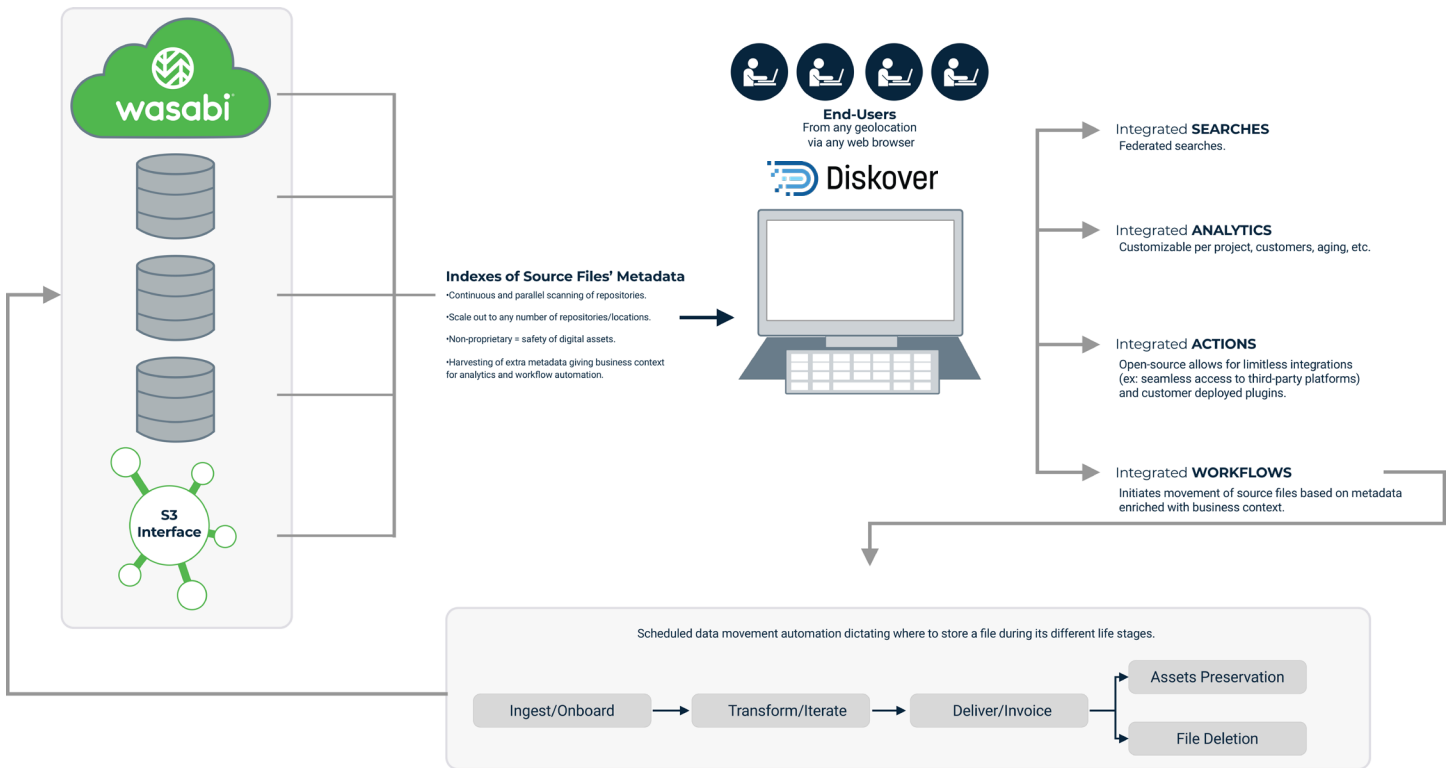 wasabi
S3
Interface
Indexes of Source Files’ Metadata
•Continuous and parallel scanning of repositories.
•Scale out to any number of repositories/locations.
•Non-proprietary = safety of digital assets.
•Harvesting of extra metadata giving business context
for analytics and workflow automation.
End-Users
From any geolocation
via any web browser
Diskover
Integrated SEARCHES
Federated searches.
Integrated ANALYTICS
Customizable per project, customers, aging, etc.
Integrated ACTIONS
Open-source allows for limitless integrations
(ex: seamless access to third-party platforms)
and customer deployed plugins.
Integrated WORKFLOWS
Initiates movement of source files based on metadata
enriched with business context.
Scheduled data movement automation dictating where to store a file during its different life stages.
Ingest/Onboard
Transform/Iterate
Deliver/Invoice
Assets Preservation
File Deletion